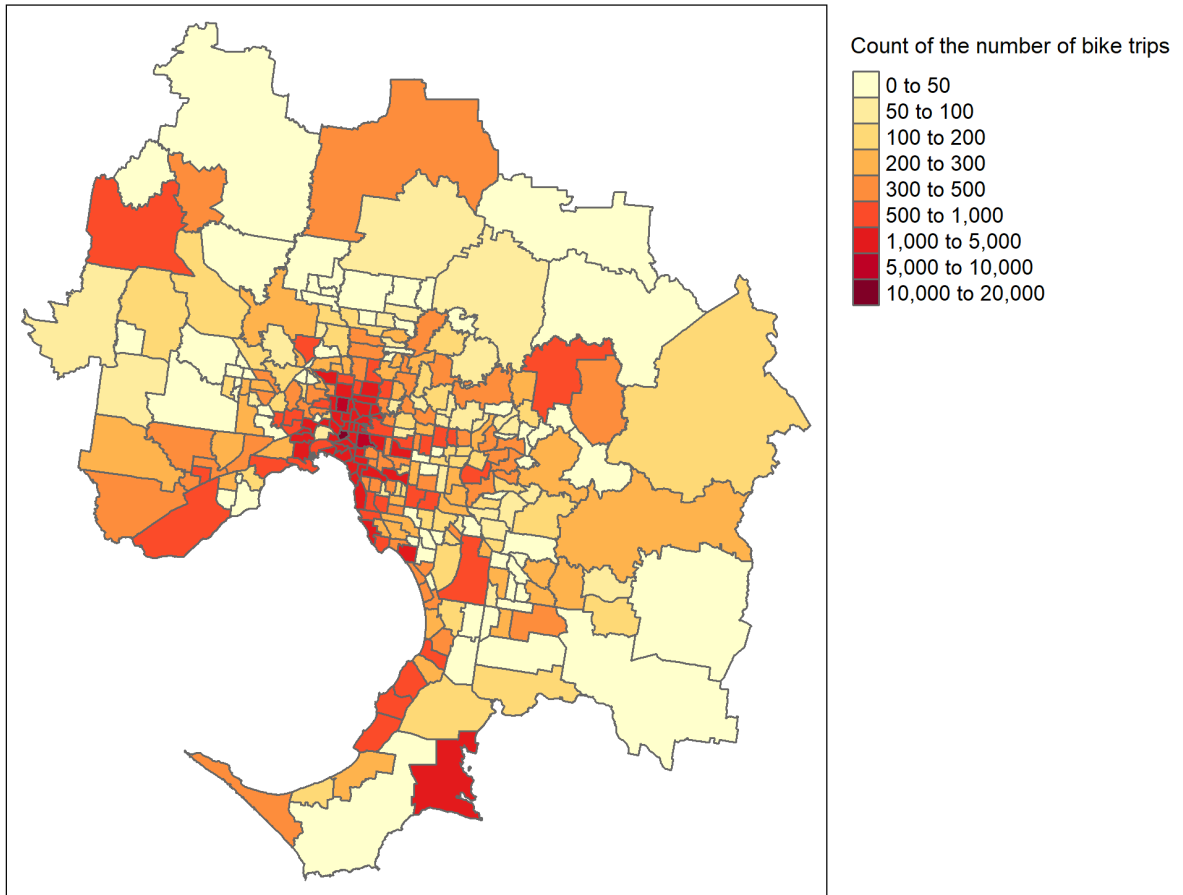 Count of the number of bike trips
0 to 50
50 to 100
100 to 200
200 to 300
300 to 500
500 to 1,000
1,000 to 5,000
5,000 to 10,000
10,000 to 20,000